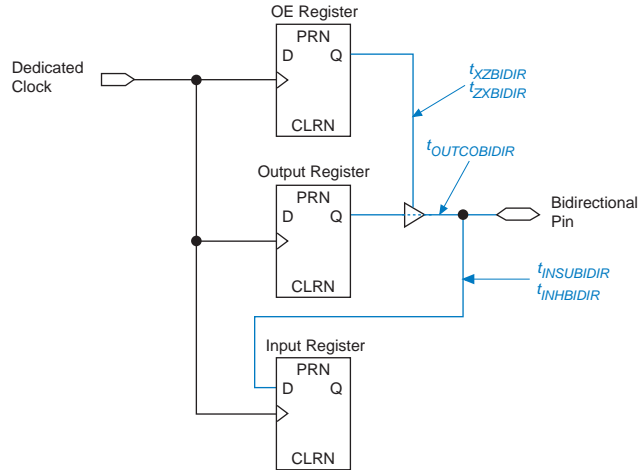 OE Register
PRN
D Q
CLRN
Dedicated
Clock
tXZBIDIR
tZXBIDIR
tOUTCOBIDIR
Output Register
PRN
D Q
CLRN
Bidirectional
Pin
tINSUBIDIR
tINHBIDIR
Input Register
PRN
D Q
CLRN